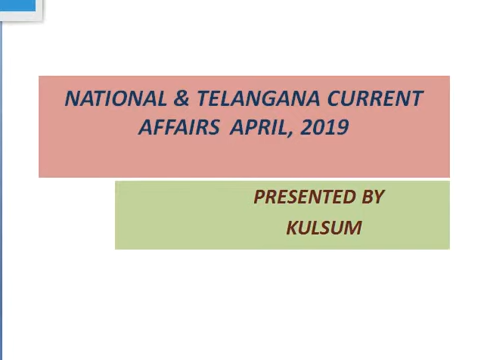 NATIONAL & TELANGANA CURRENT
AFFAIRS APRIL, 2019
PRESENTED BY
KULSUM